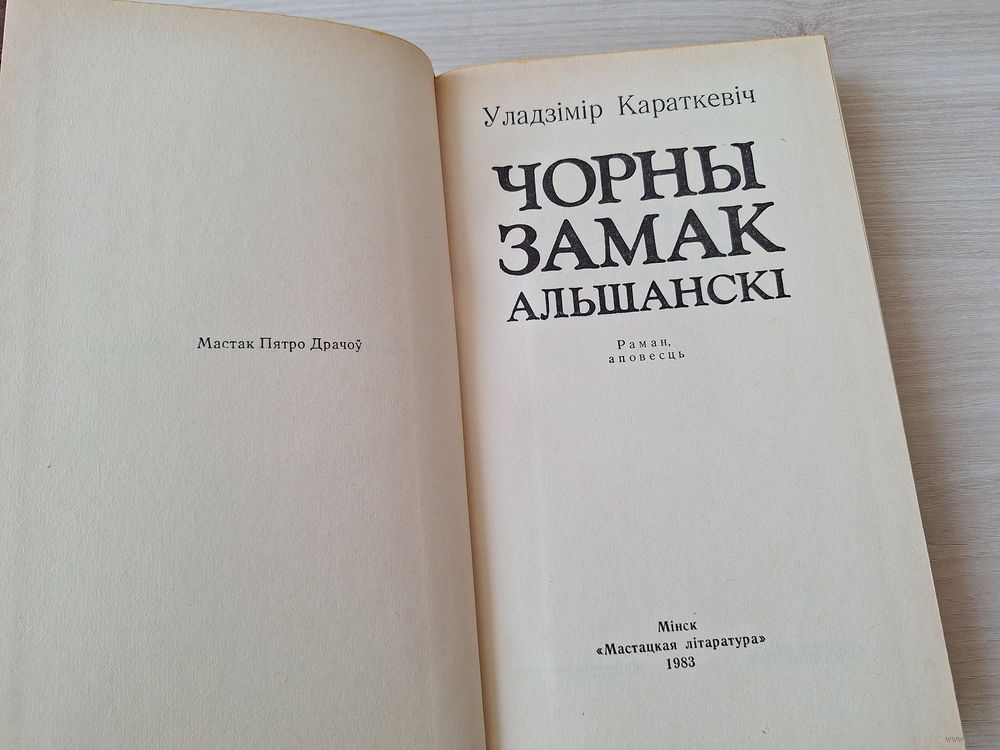 Мастак Пятро Драчоў
Уладзімір Караткевіч
ЧОРНЫ
ЗАМАК
АЛЬШАНСКІ
Раман,
аповесць
Мінск
«Мастацкая літаратура»
1983